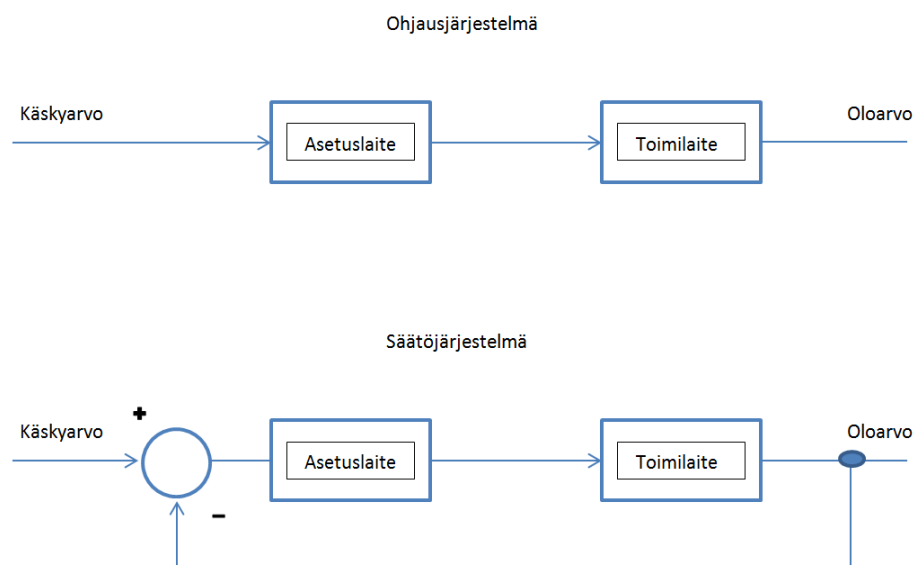 Ohjausjärjestelmä
Käskyarvo
Oloarvo
Asetuslaite
Toimilaite
Säätöjärjestelmä
+
Käskyarvo
Oloarvo
Asetuslaite
Toimilaite
–